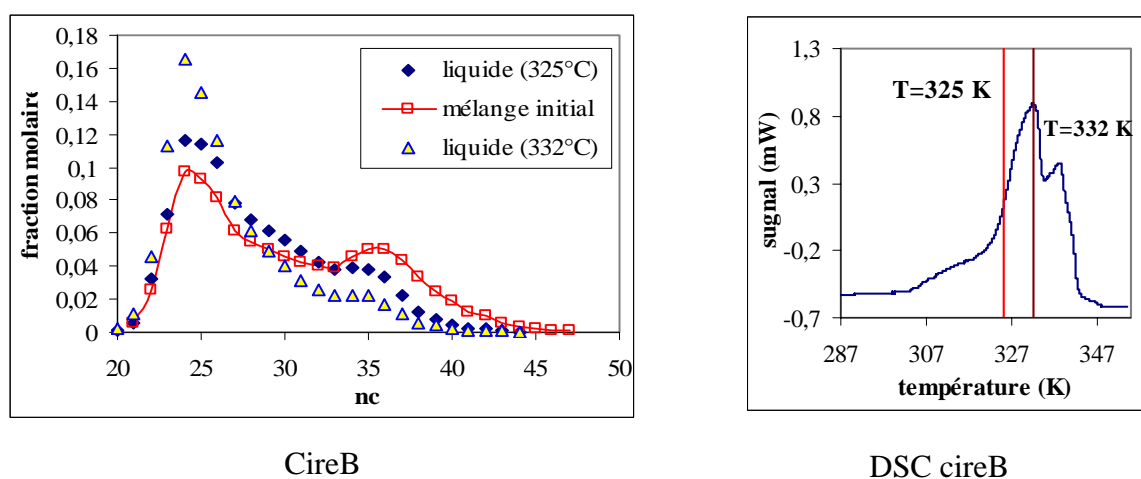 0,18
0,16
0,14
0,12
0,1
0,08
0,06
0,04
0,02
0
fraction molaire
liquide (325°C)
mélange initial
liquide (332°C)
20
25
30
35
40
45
50
nc
CireB
1,3
0,8
0,3
-0,2
-0,7
sugnal (mW)
T=325 K
T=332 K
287
307
327
347
température (K)
DSC cireB